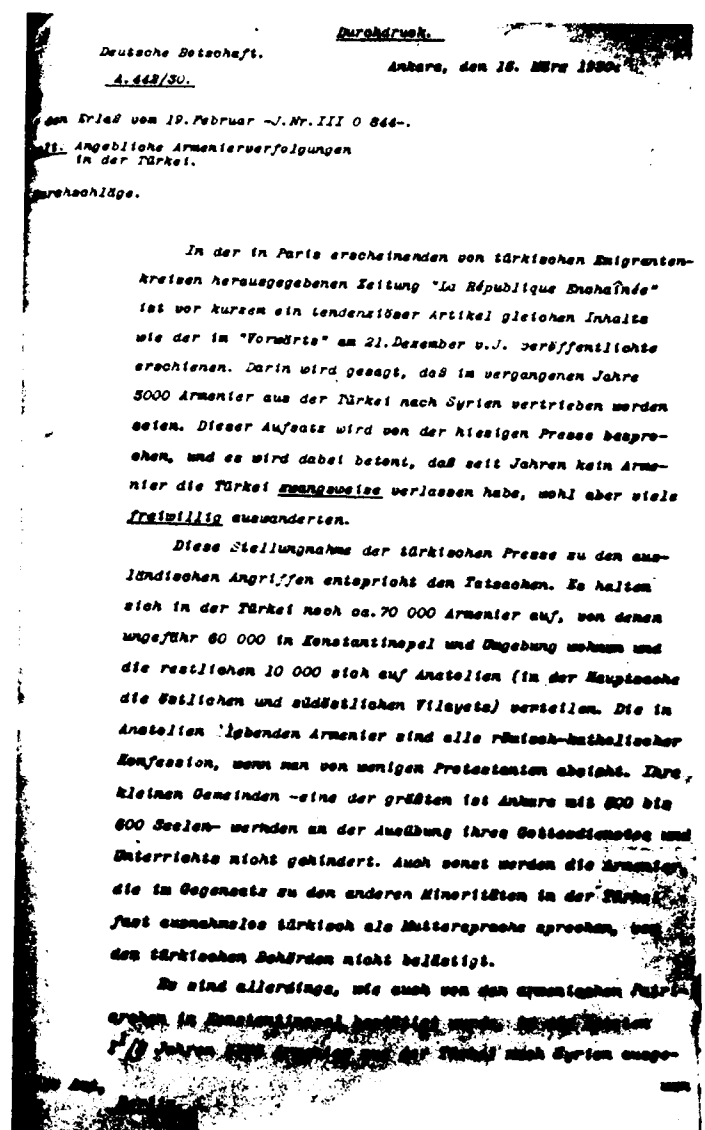 Durchdruck.
Deutsche Botschaft.
Ankara, den 15. März 1930.
A.442/30.
den Erlaß vom 19.Februar -J.Nr.III O 844-.
Angebliche Armenierverfolgungen
in der Türkei.
In der in Paris erscheinenden von türkischen Emigranten-
kreisen herausgegebenen Zeitung "La République Enchaînée"
ist vor kurzem ein tendenziöser Artikel gleichen Inhalts
wie der im "Vorwärts" am 21.Dezember v.J. veröffentlichte
erschienen. Darin wird gesagt, daß im vergangenen Jahre
5000 Armenier aus der Türkei nach Syrien vertrieben worden
seien. Dieser Aufsatz wird von der hiesigen Presse bespro-
chen, und es wird dabei betont, daß seit Jahren kein Arme-
nier die Türkei zwangsweise verlassen habe, wohl aber viele
freiwillig auswanderten.
Diese Stellungnahme der türkischen Presse zu den aus-
ländischen Angriffen entspricht den Tatsachen. Es halten
sich in der Türkei noch ca.70 000 Armenier auf, von denen
ungefähr 60 000 in Konstantinopel und Umgebung wohnen und
die restlichen 10 000 sich auf Anatolien (in der Hauptsache
die östlichen und südöstlichen Vilayets) verteilen. Die in
Anatolien lebenden Armenier sind alle römisch-katholischer
Konfession, wenn man von wenigen Protestanten absieht. Ihre
kleinen Gemeinden -eine der größten ist Ankara mit 500 bis
600 Seelen- werden an der Ausübung ihres Gottesdienstes und
Unterrichts nicht gehindert. Auch sonst werden die Armenier,
die im Gegensatz zu den anderen Minoritäten in der Türkei
fast ausnahmslos türkisch als Muttersprache sprechen, von
den türkischen Behörden nicht belästigt.
Es sind allerdings, wie auch von den armenischen Patri-
archen in Konstantinopel bestätigt wurde, in den
Jahren Armenier aus der Türkei nach Syrien ausge-
Amt,
Berlin